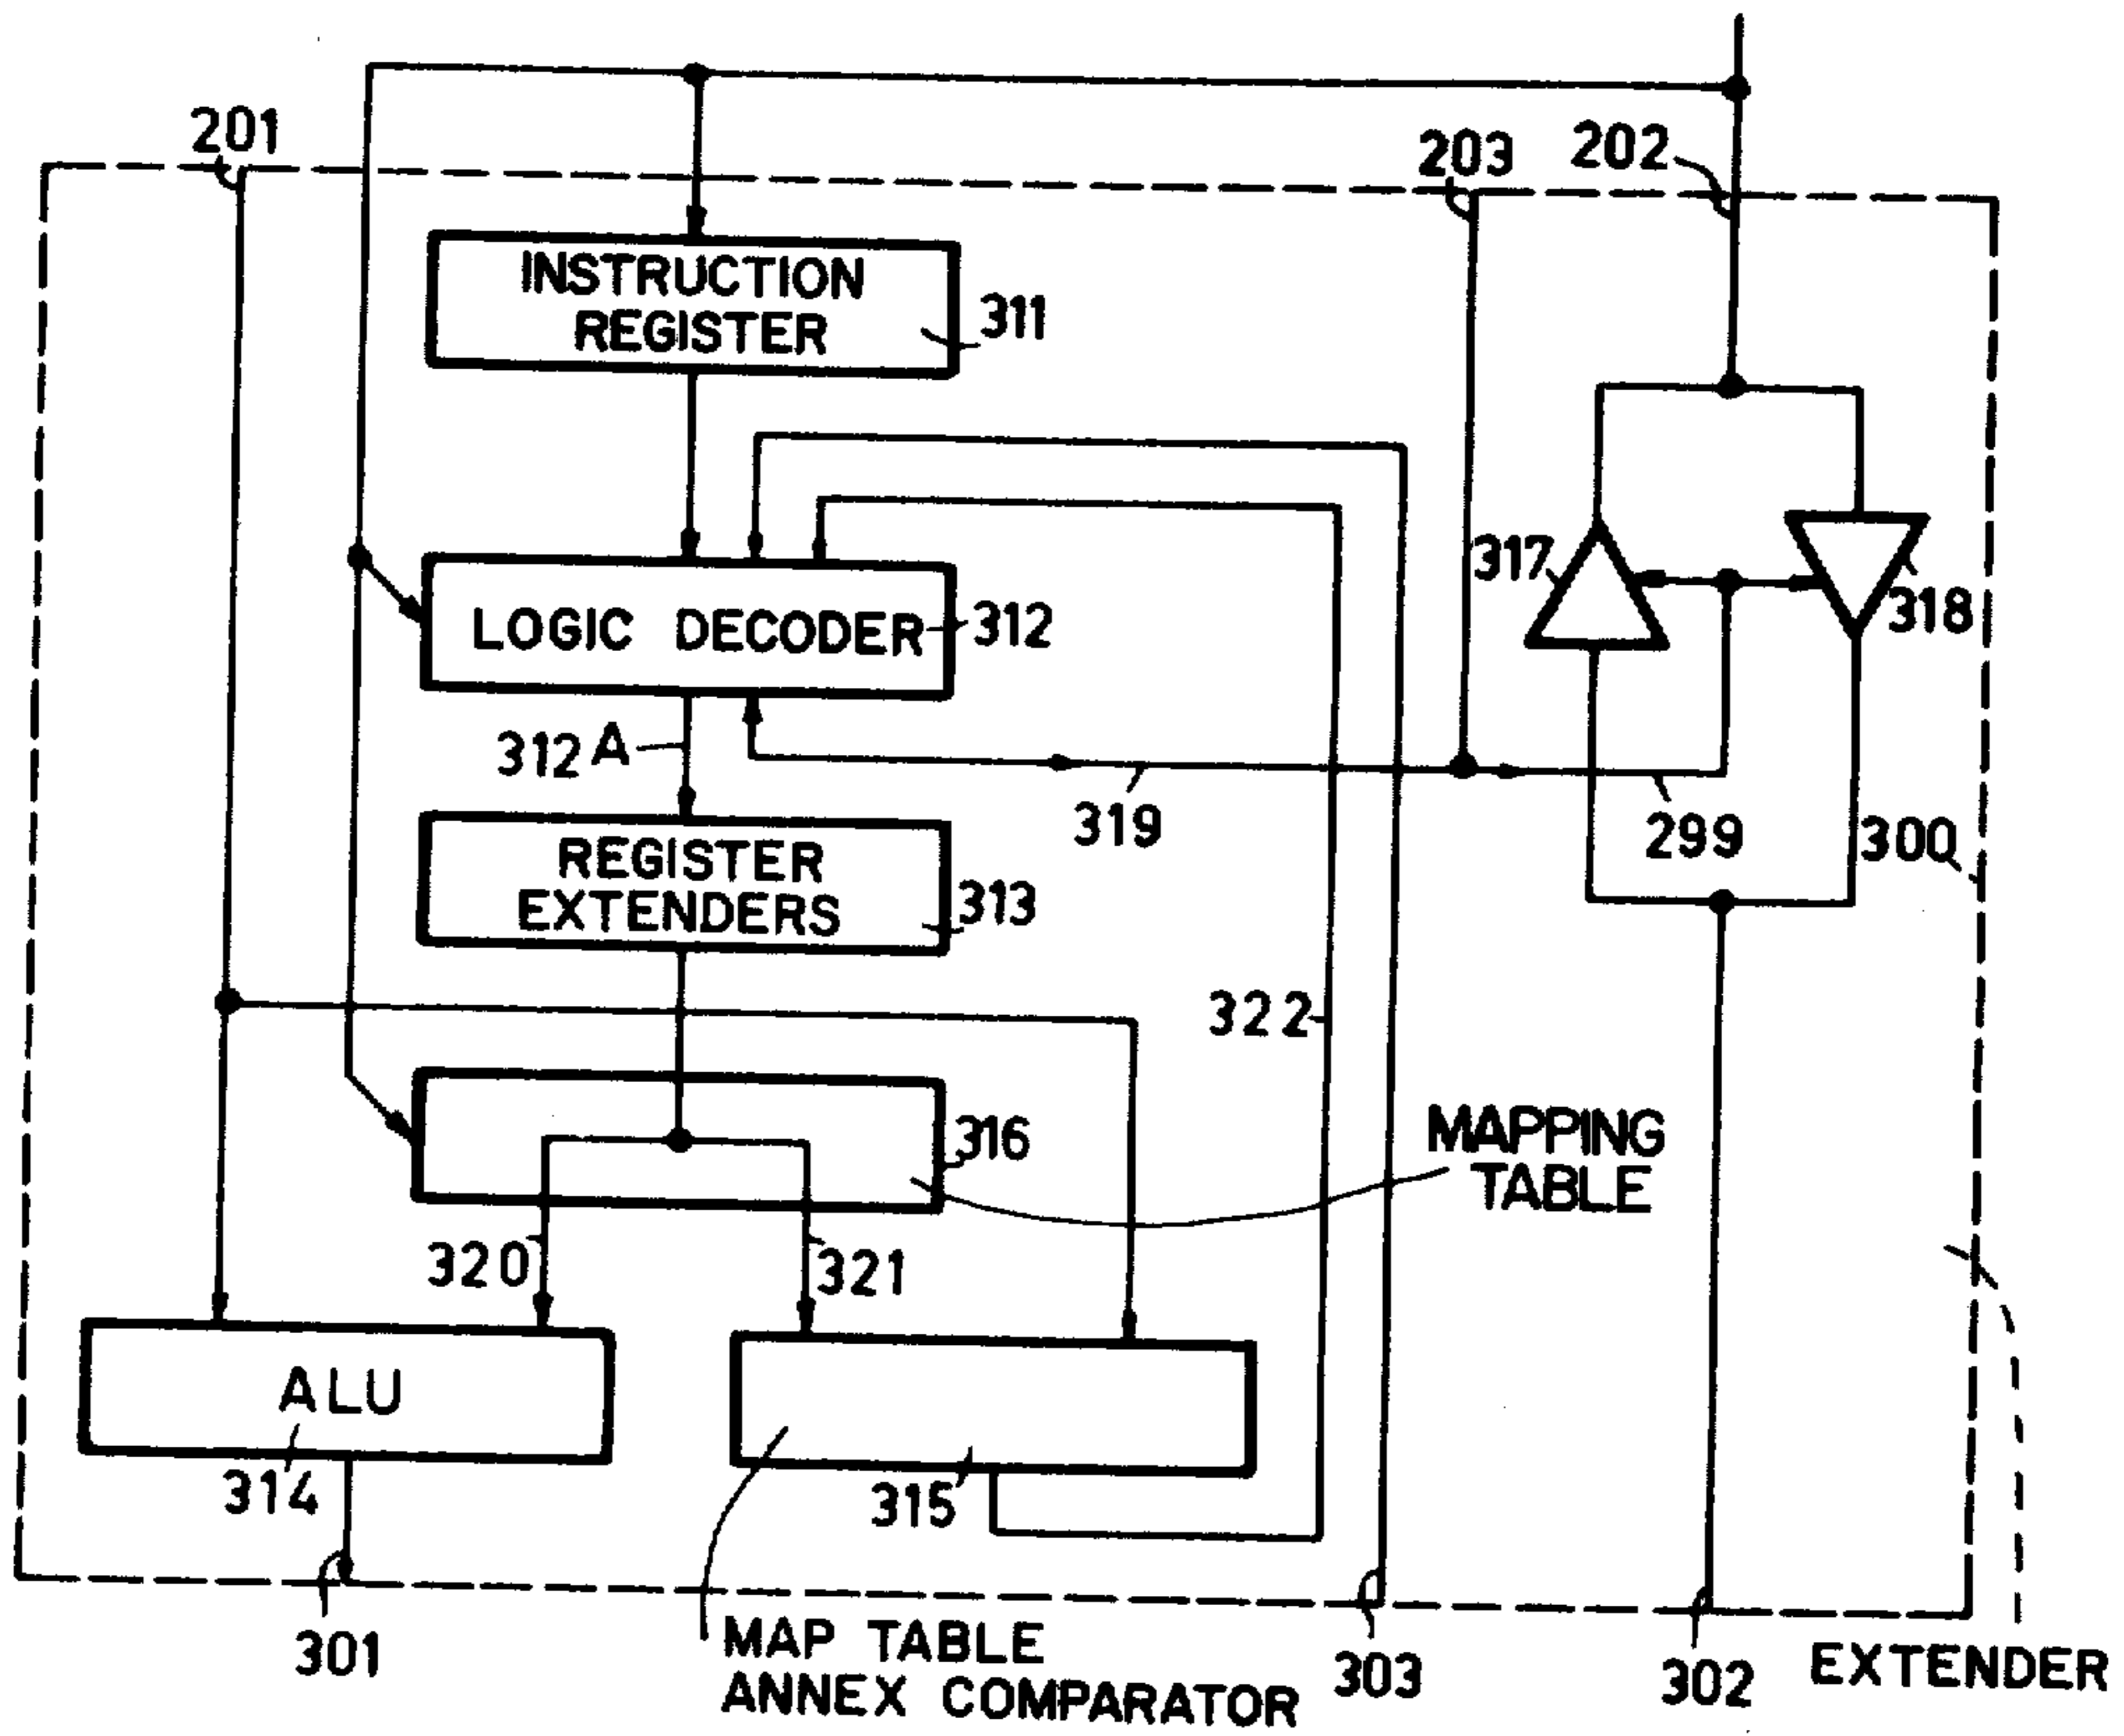 201
203
202
INSTRUCTION
REGISTER
311
317
318
LOGIC DECODER
312
312A
319
299
300
REGISTER
EXTENDERS
313
322
316
MAPPING
TABLE
320
321
ALU
314
315
301
MAP TABLE
ANNEX COMPARATOR
303
302
EXTENDER